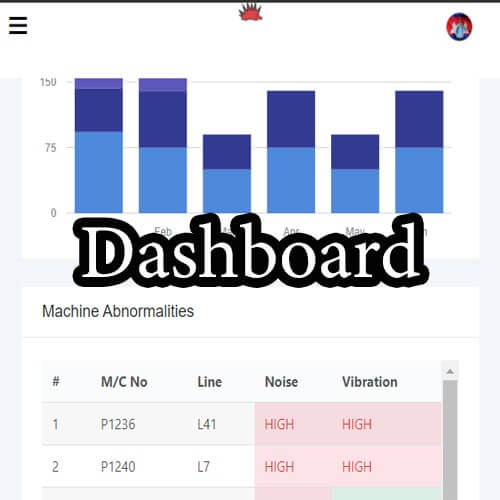 150
75
0
Feb
Apr
May
Dashboard
Machine Abnormalities
# M/C No Line Noise Vibration
1 P1236 L41 HIGH HIGH
2 P1240 L7 HIGH HIGH